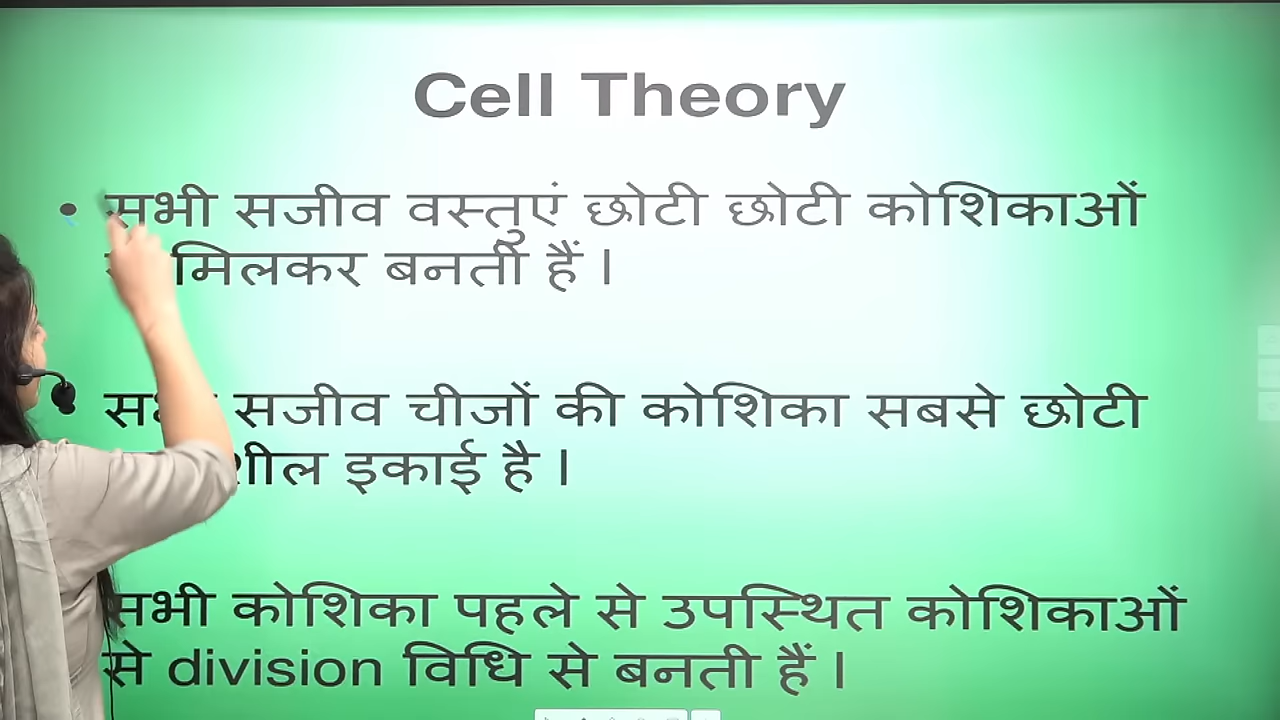 Cell Theory
• सभी सजीव वस्तुएं छोटी छोटी कोशिकाओं
मिलकर बनती हैं ।
सजीव चीजों की कोशिका सबसे छोटी
इकाई है ।
सभी कोशिका पहले से उपस्थित कोशिकाओं
से division विधि से बनती हैं ।